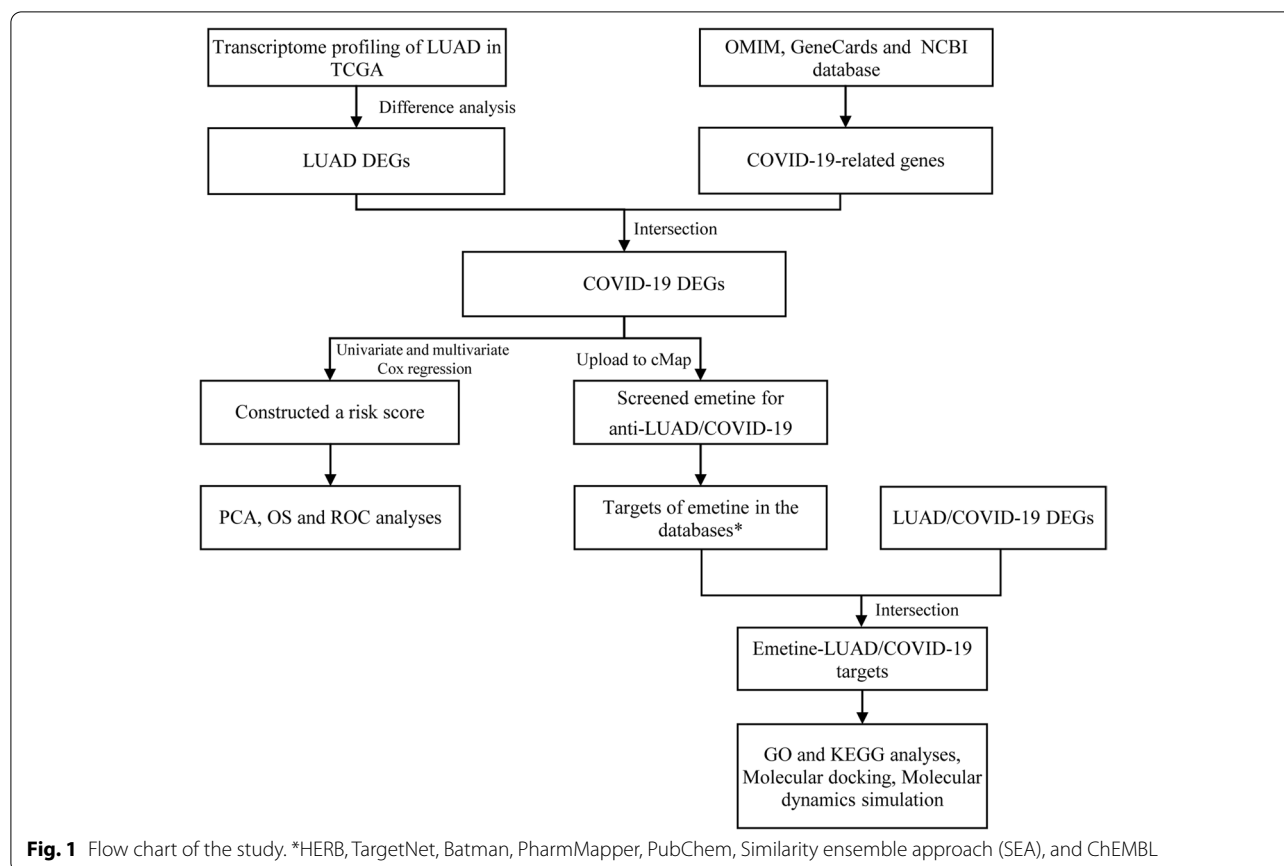 Transcriptome profiling of LUAD in
TCGA
OMIM, GeneCards and NCBI
database
Difference analysis
LUAD DEGs
COVID-19-related genes
Intersection
COVID-19 DEGs
Univariate and multivariate
Cox regression
Upload to cMap
Constructed a risk score
Screened emetine for
anti-LUAD/COVID-19
PCA, OS and ROC analyses
Targets of emetine in the
databases*
LUAD/COVID-19 DEGs
Intersection
Emetine-LUAD/COVID-19
targets
GO and KEGG analyses,
Molecular docking, Molecular
dynamics simulation
Fig. 1 Flow chart of the study. *HERB, TargetNet, Batman, PharmMapper, PubChem, Similarity ensemble approach (SEA), and ChEMBL